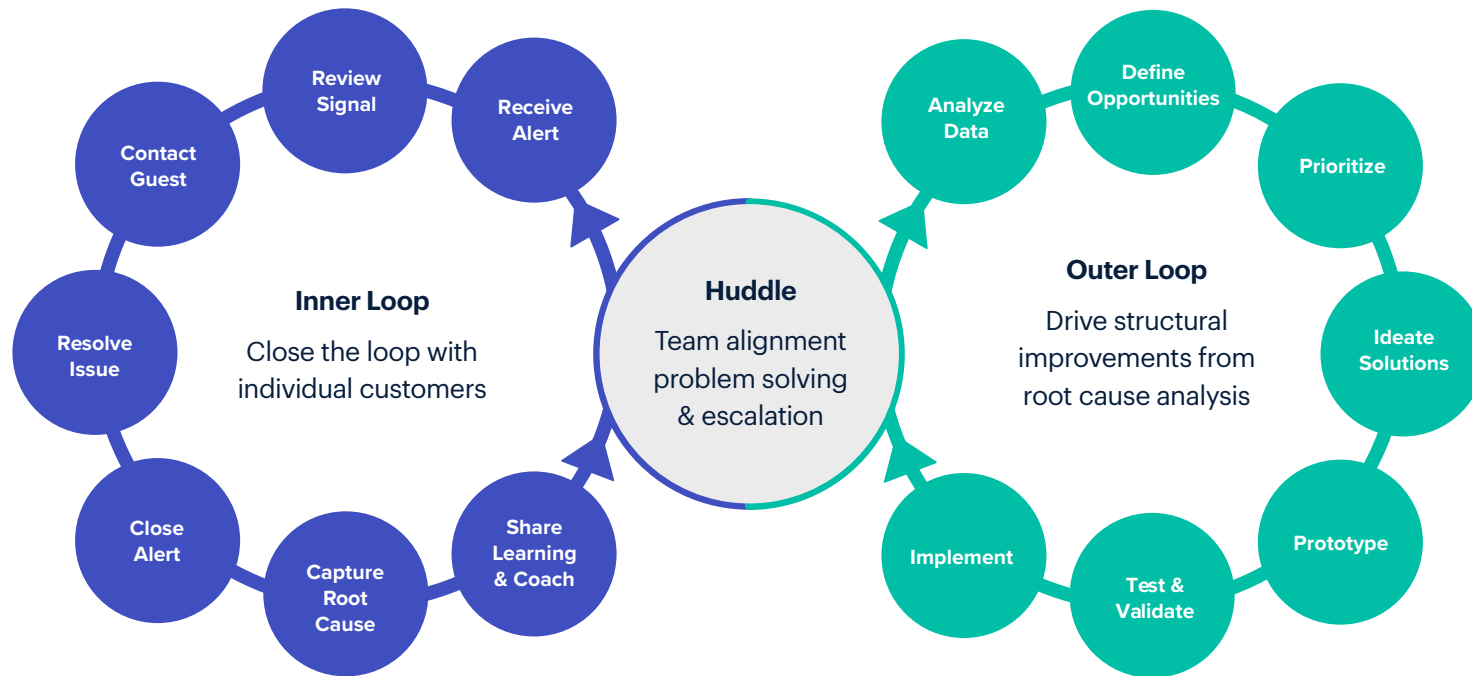 Receive
Alert
Review
Signal
Contact
Guest
Resolve
Issue
Close
Alert
Capture
Root
Cause
Share
Learning
& Coach
Inner Loop
Close the loop with
individual customers
Huddle
Team alignment
problem solving
& escalation
Analyze
Data
Define
Opportunities
Prioritize
Ideate
Solutions
Prototype
Test &
Validate
Implement
Outer Loop
Drive structural
improvements from
root cause analysis